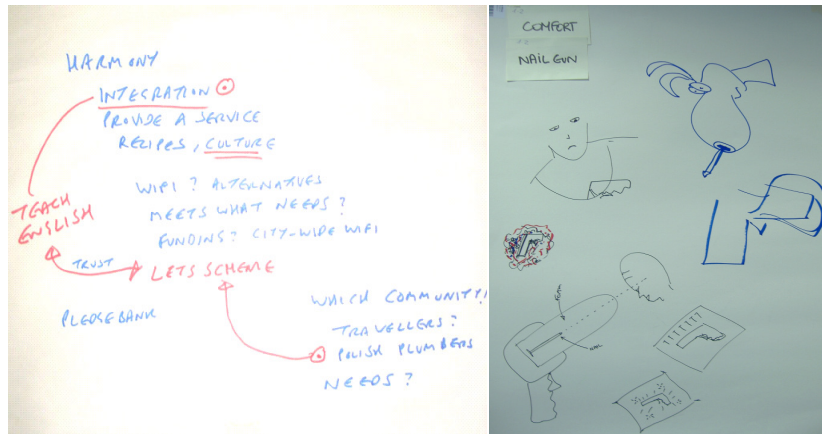 HARMONY
INTEGRATION
PROVIDE A SERVICE
RECIPES, CULTURE
WIFI? ALTERNATIVES
MEETS WHAT NEEDS?
FUNDING? CITY-WIDE WIFI
TEACH
ENGLISH
TRUST
LETS SCHEME
PLEDGEBANK
WHICH COMMUNITY!
TRAVELLERS?
POLISH PLUMBERS
NEEDS?
COMFORT
NAIL GUN
NAIL